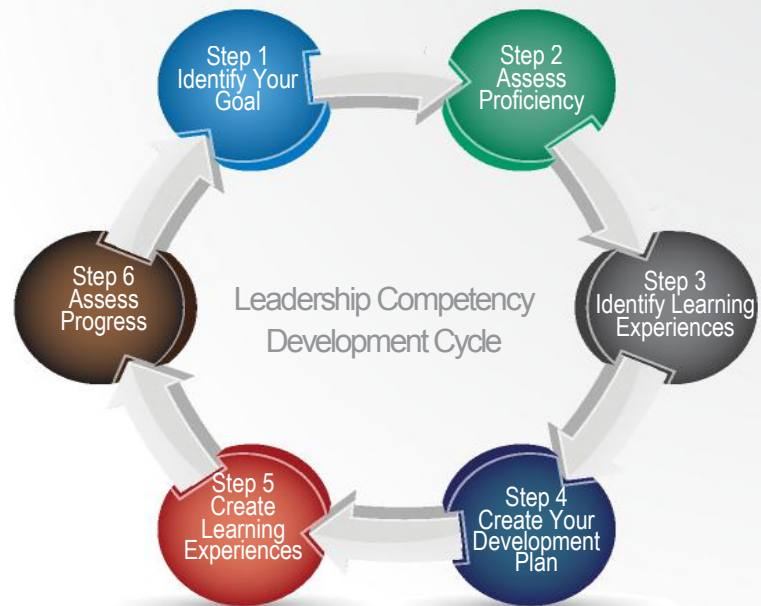 Step 1
Identify Your
Goal
Step 2
Assess
Proficiency
Step 3
Identify Learning
Experiences
Step 4
Create Your
Development
Plan
Step 5
Create
Learning
Experiences
Step 6
Assess
Progress
Leadership Competency
Development Cycle